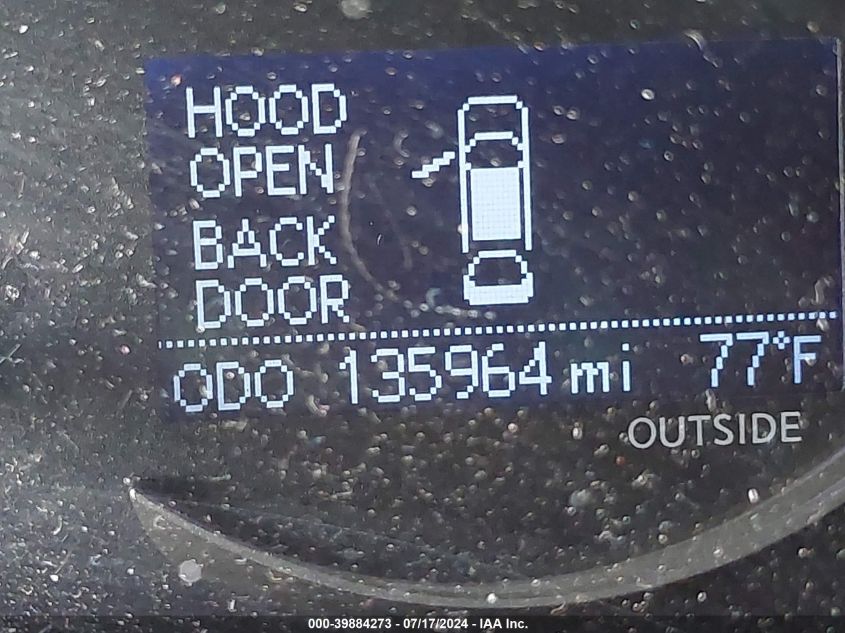 HOOD
OPEN
BACK
DOOR
ODO 135964 mi 77°F
OUTSIDE
000-39884273 - 07/17/2024 - IAA Inc.